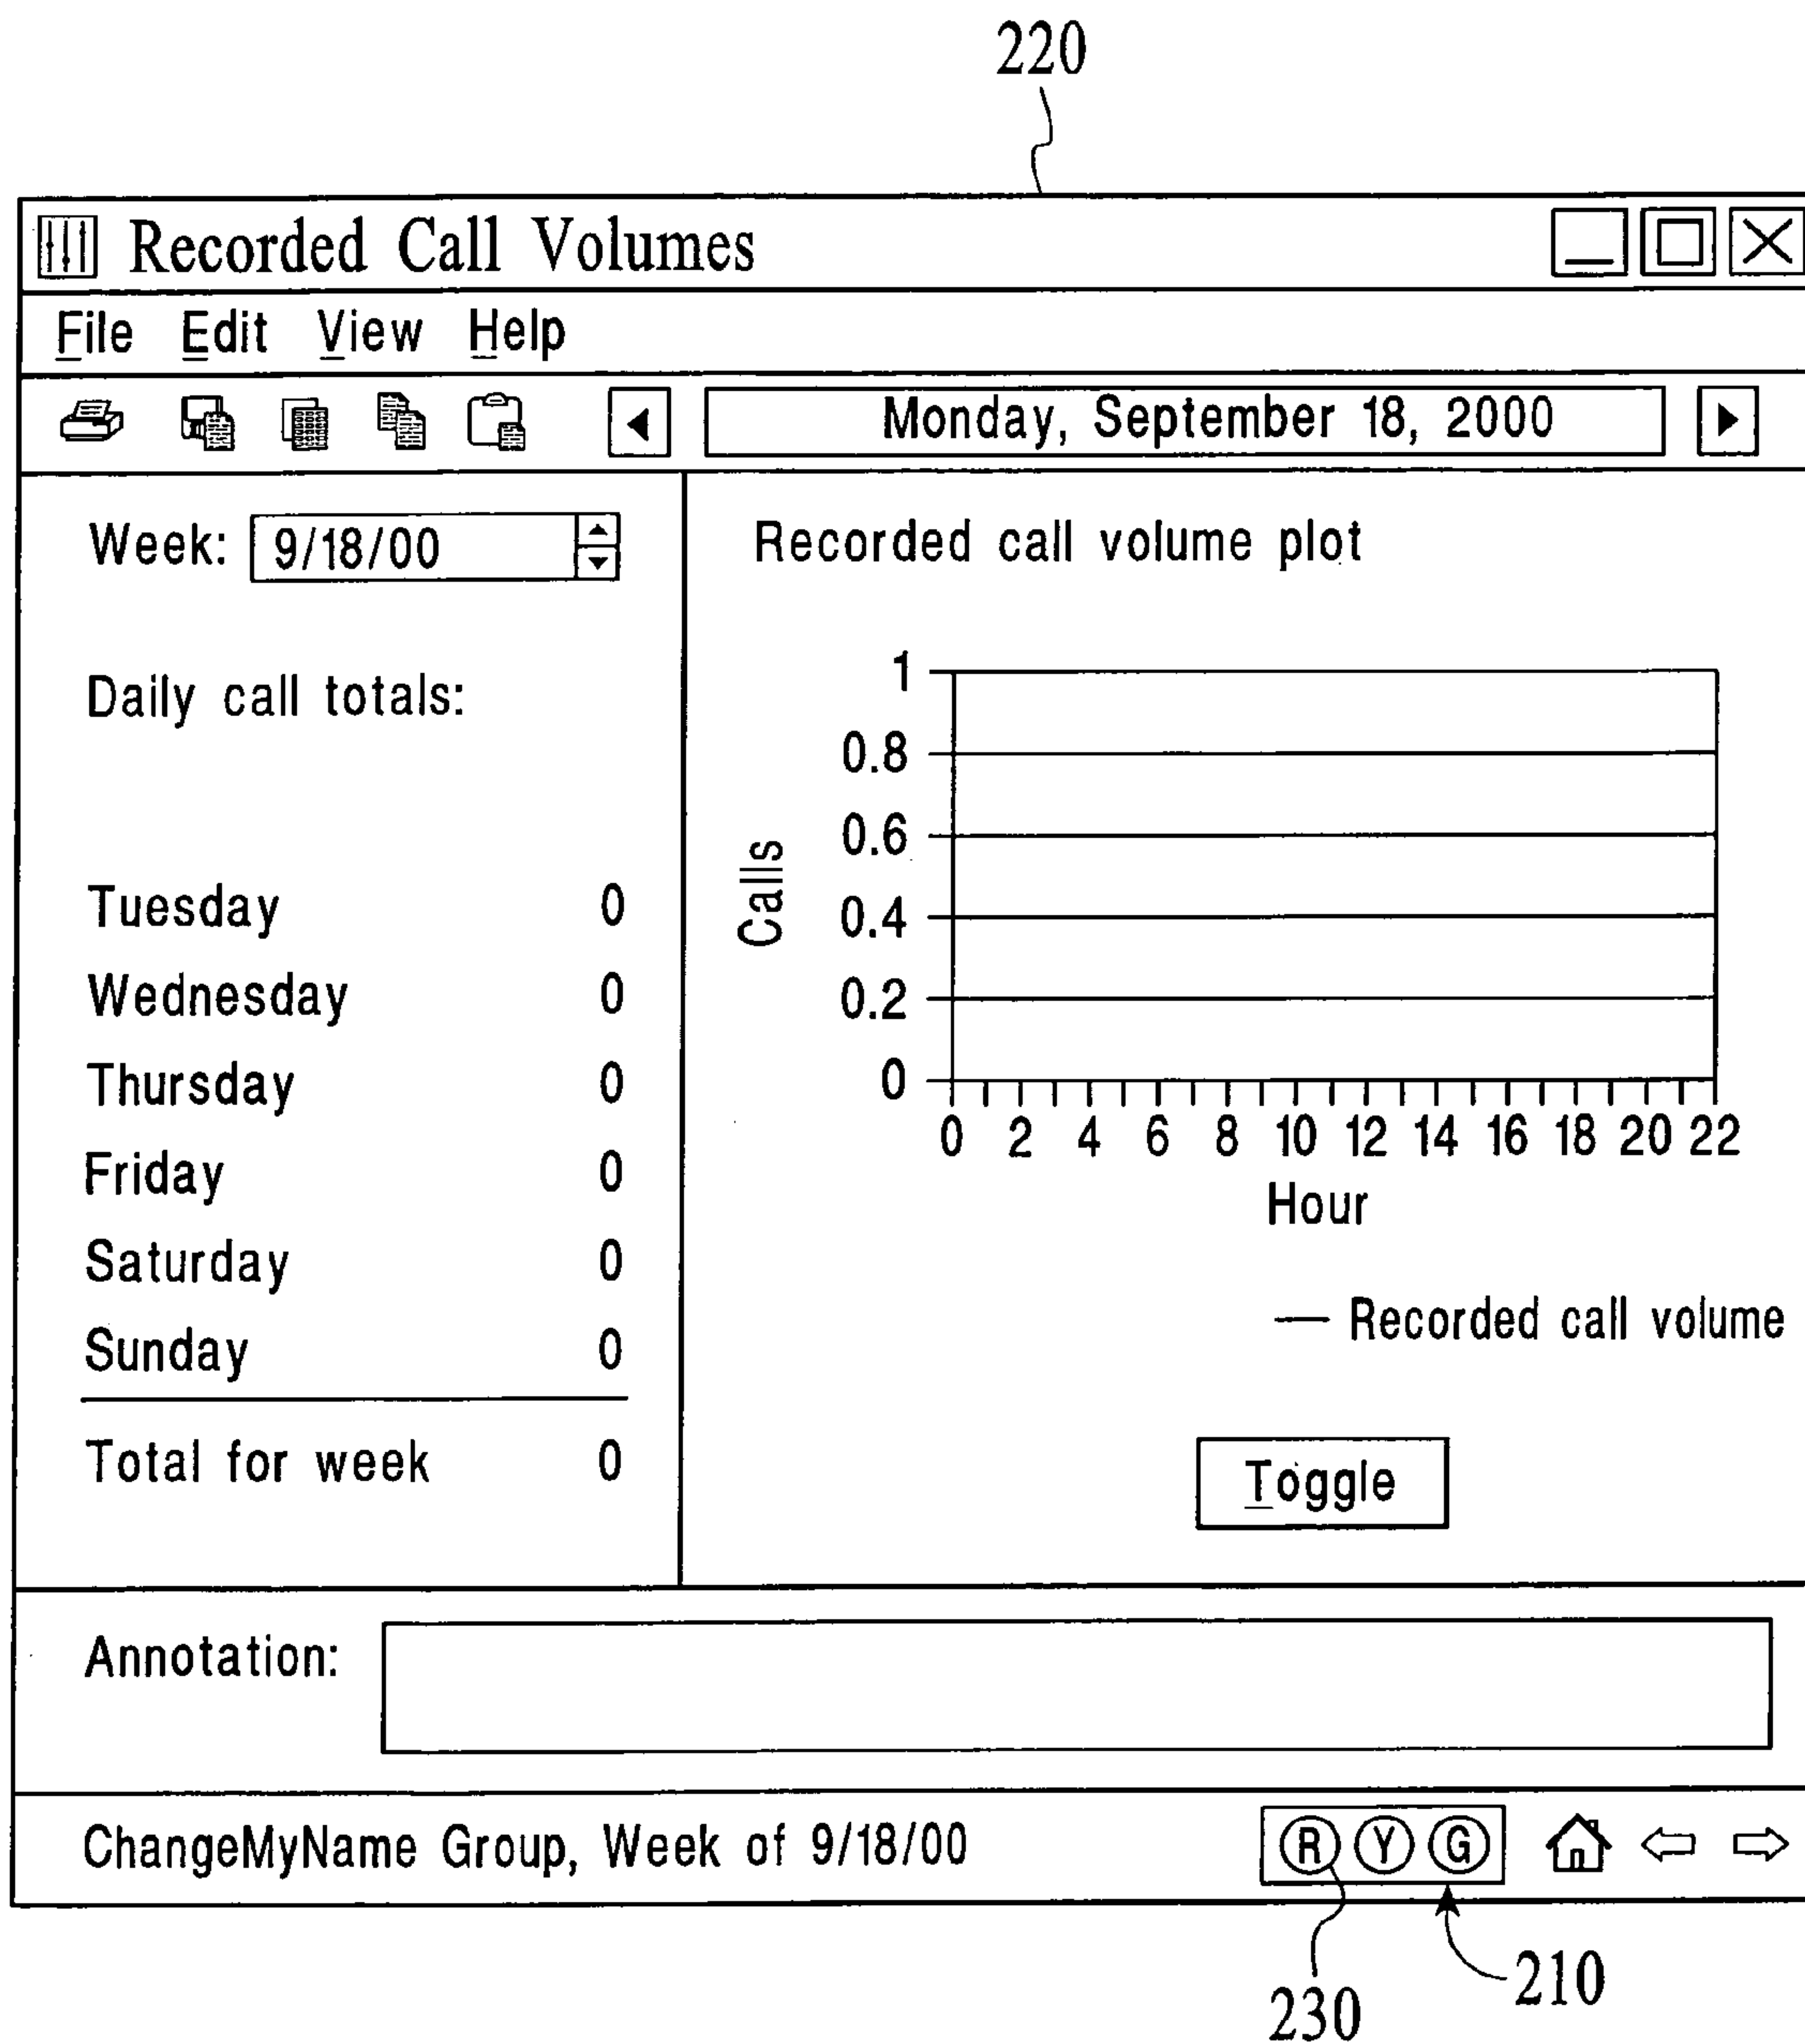 220
Recorded Call Volumes
File Edit View Help
Monday, September 18, 2000
Week: 9/18/00
Daily call totals:
Tuesday 0
Wednesday 0
Thursday 0
Friday 0
Saturday 0
Sunday 0
Total for week 0
Recorded call volume plot
1
0.8
0.6
0.4
0.2
0
Calls
0 2 4 6 8 10 12 14 16 18 20 22
Hour
Recorded call volume
Toggle
Annotation:
ChangeMyName Group, Week of 9/18/00
R Y G
230
210